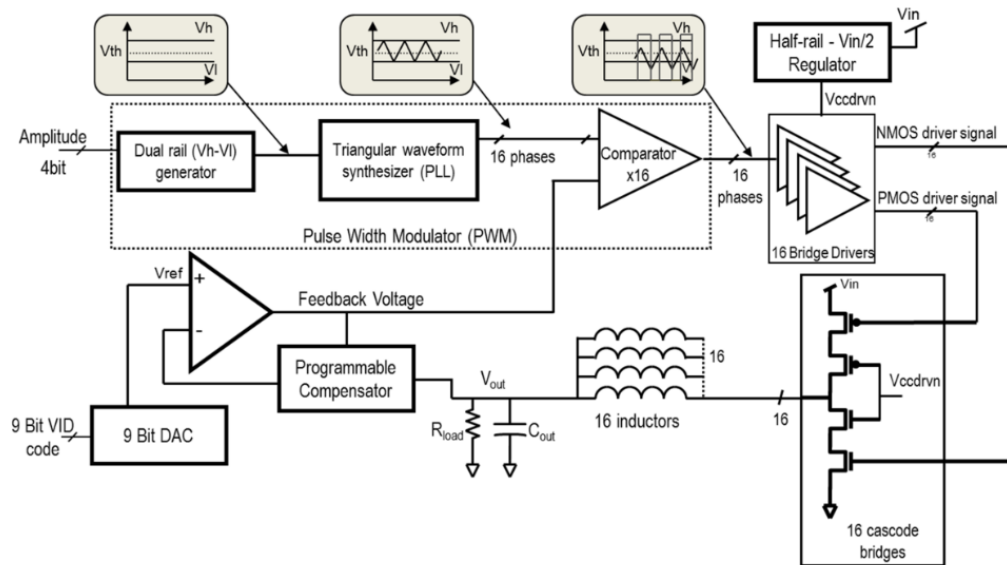 Vh
Vth
Vl
Vh
Vth
Vl
Vh
Vth
Vl
Vin
Half-rail - Vin/2
Regulator
Vccdrvn
Amplitude
4bit
Dual rail (Vh-Vl)
generator
Triangular waveform
synthesizer (PLL)
16 phases
Comparator
x16
16
phases
NMOS driver signal
16
PMOS driver signal
16
16 Bridge Drivers
Pulse Width Modulator (PWM)
Vref
+
-
Feedback Voltage
Programmable
Compensator
9 Bit VID
code
9 Bit DAC
Vout
Rload
Cout
16
16 inductors
16
Vin
Vccdrvn
16 cascode
bridges